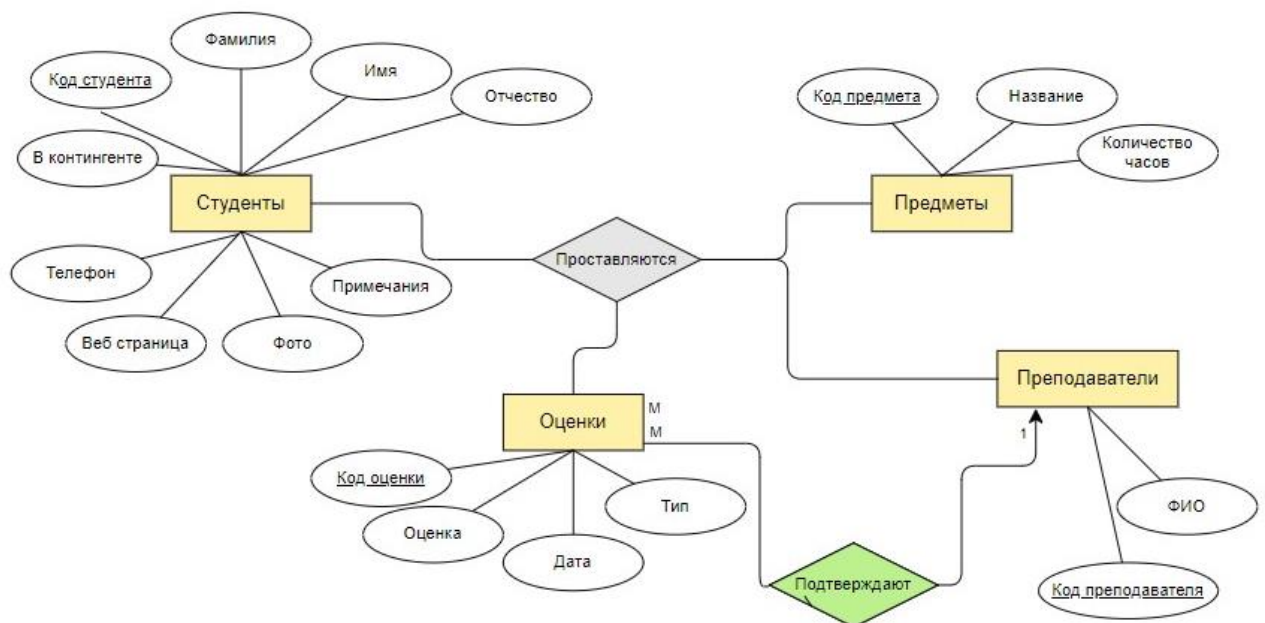 Фамилия
Код студента
Имя
Отчество
В контингенте
Студенты
Телефон
Примечания
Веб страница
Фото
Проставляются
Код предмета
Название
Количество
часов
Предметы
Преподаватели
1
ФИО
Код преподавателя
Оценки
М
М
Код оценки
Оценка
Дата
Тип
Подтверждают